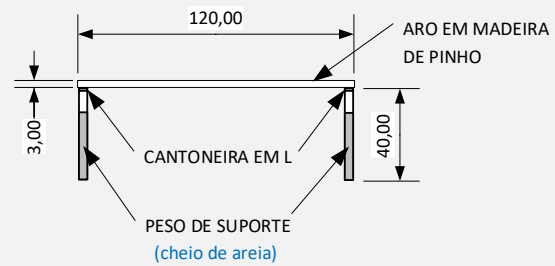 120,00
ARO EM MADEIRA
DE PINHO
3,00
CANTONEIRA EM L
40,00
PESO DE SUPORTE
(cheio de areia)